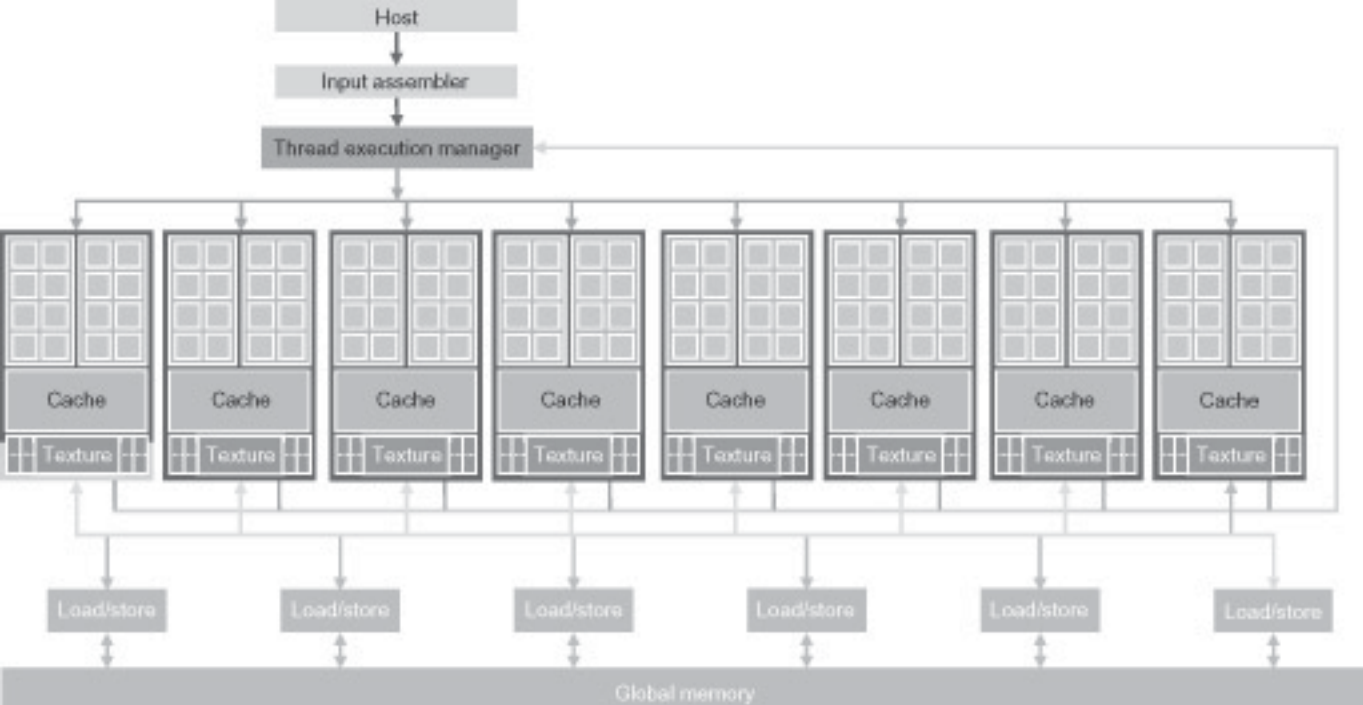 Host
Input assembler
Thread execution manager
Cache Cache Cache Cache Cache Cache Cache Cache
Texture Texture Texture Texture Texture Texture Texture Texture
Load/store Load/store Load/store Load/store Load/store Load/store
Global memory